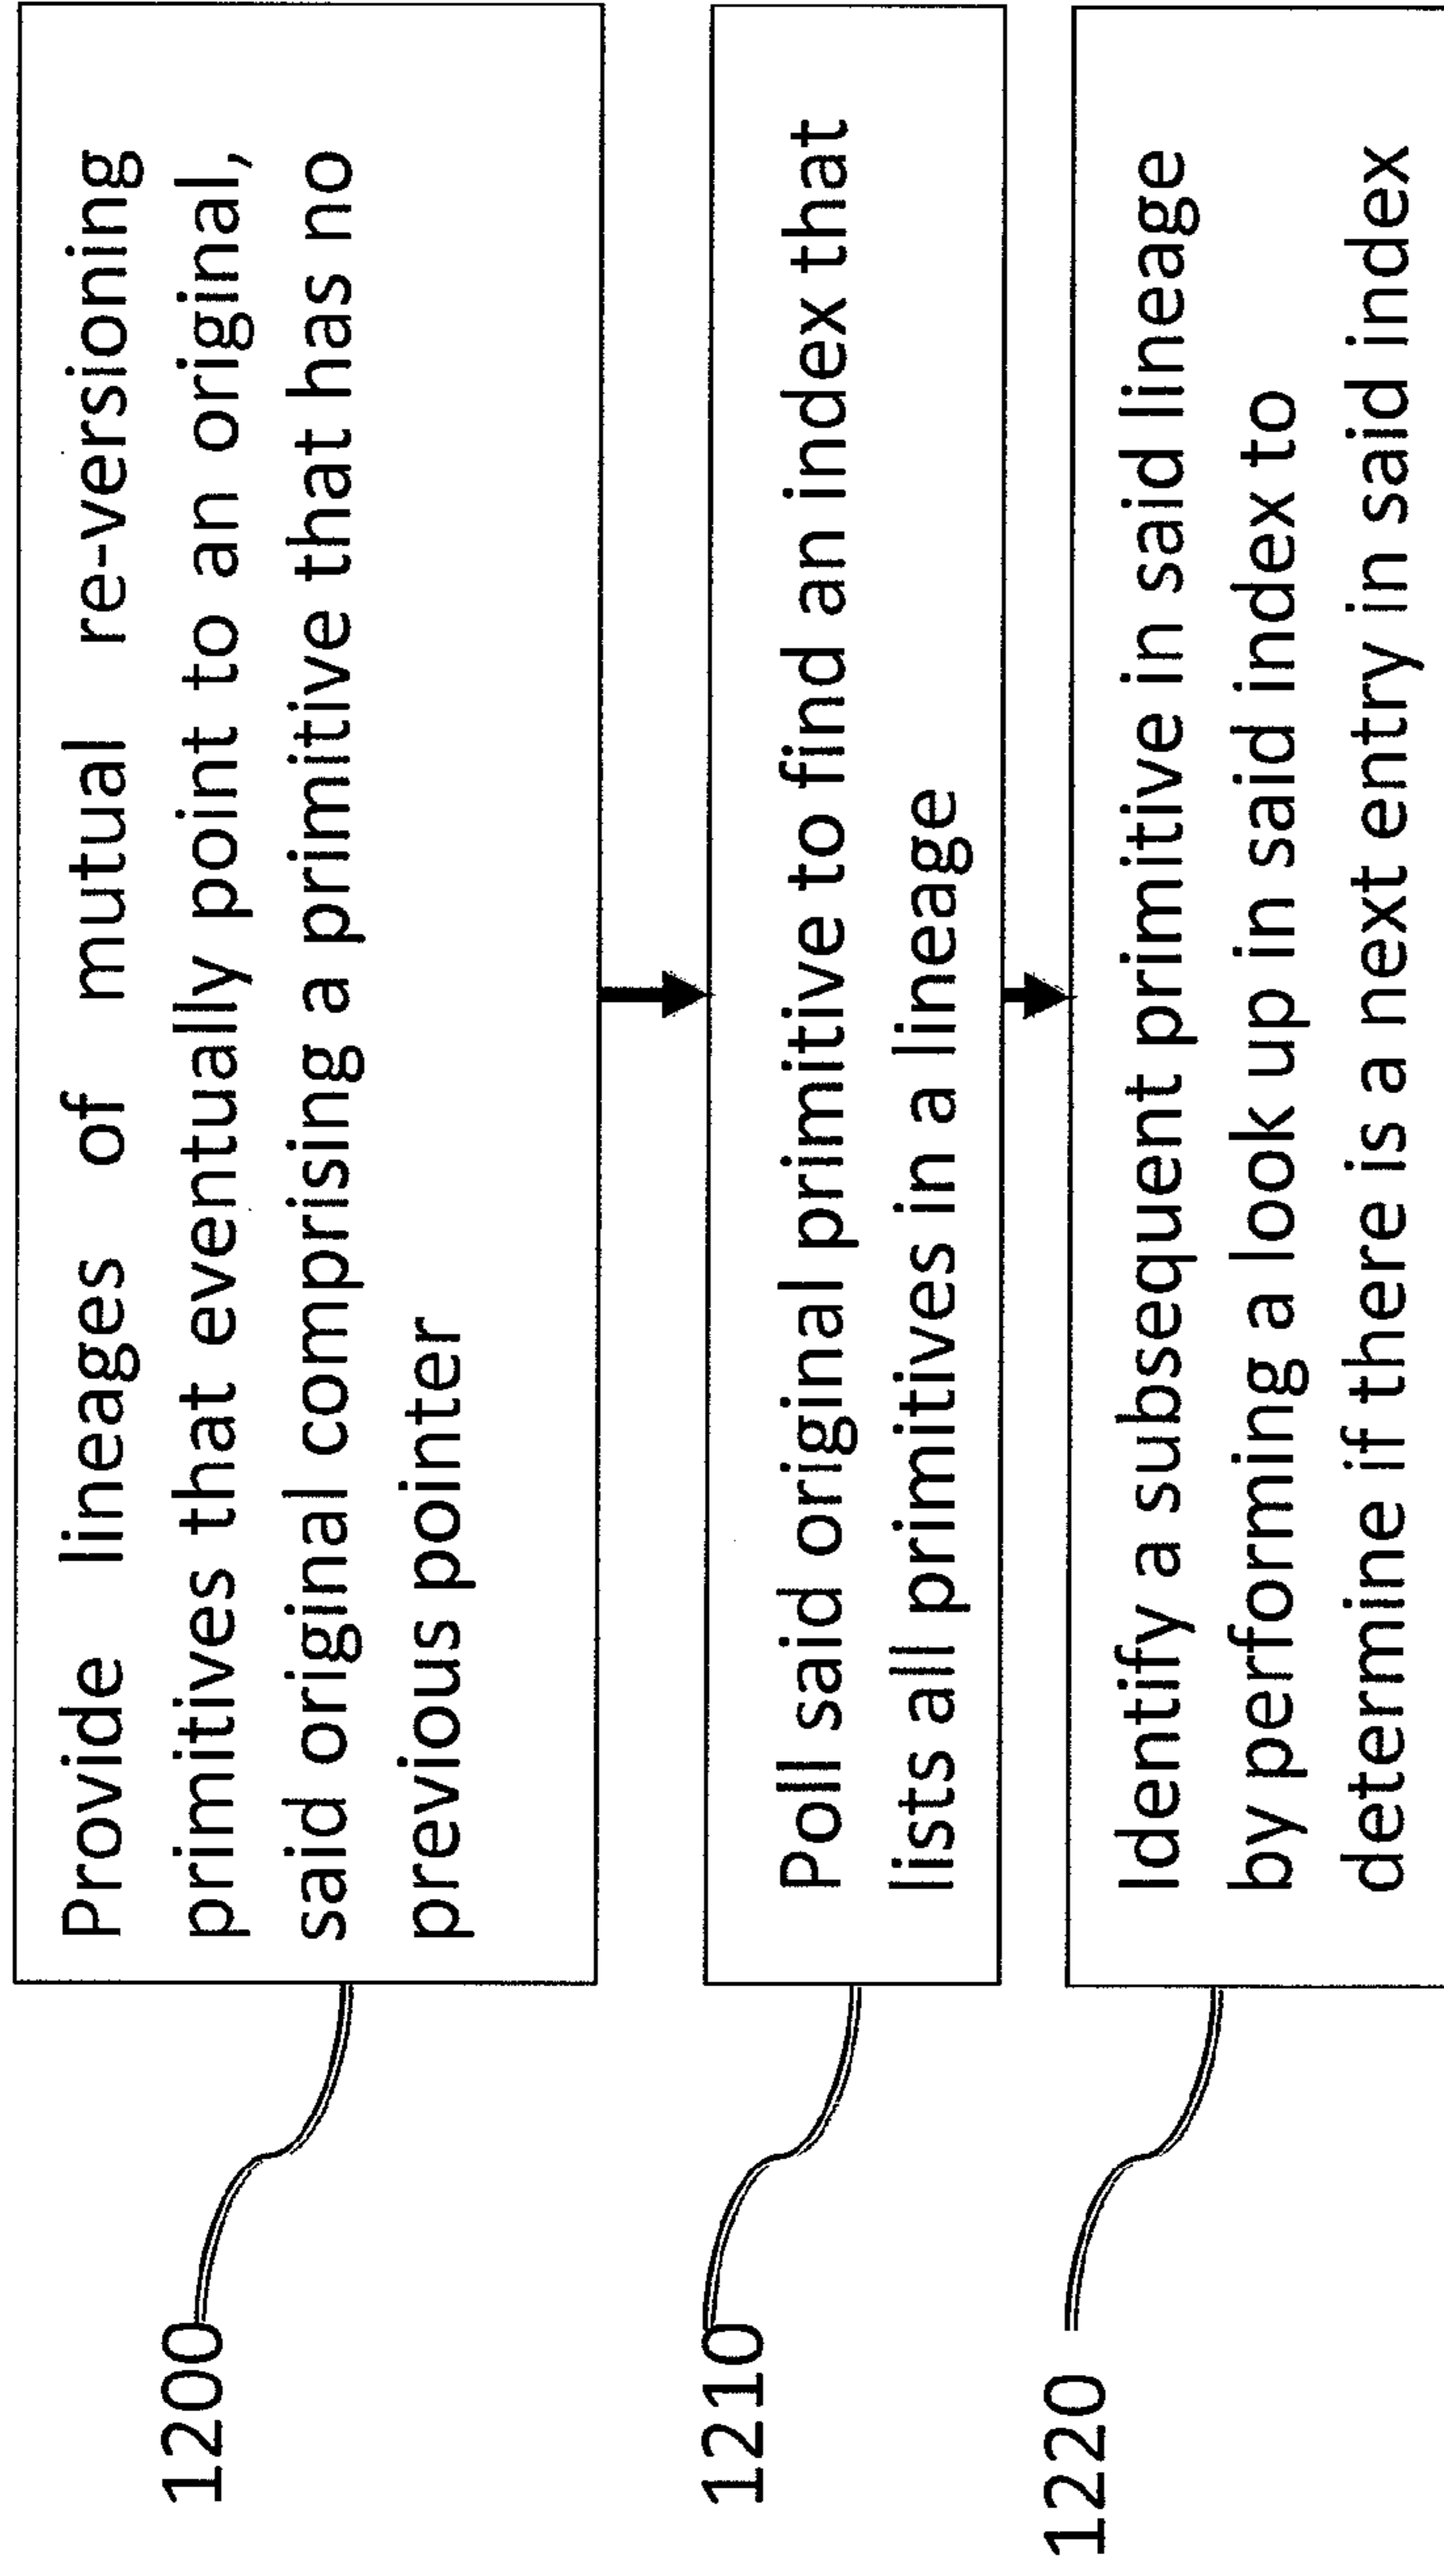 1200
Provide lineages of mutual re-versioning
primitives that eventually point to an original,
said original comprising a primitive that has no
previous pointer
1210
Poll said original primitive to find an index that
lists all primitives in a lineage
1220
Identify a subsequent primitive in said lineage
by performing a look up in said index to
determine if there is a next entry in said index